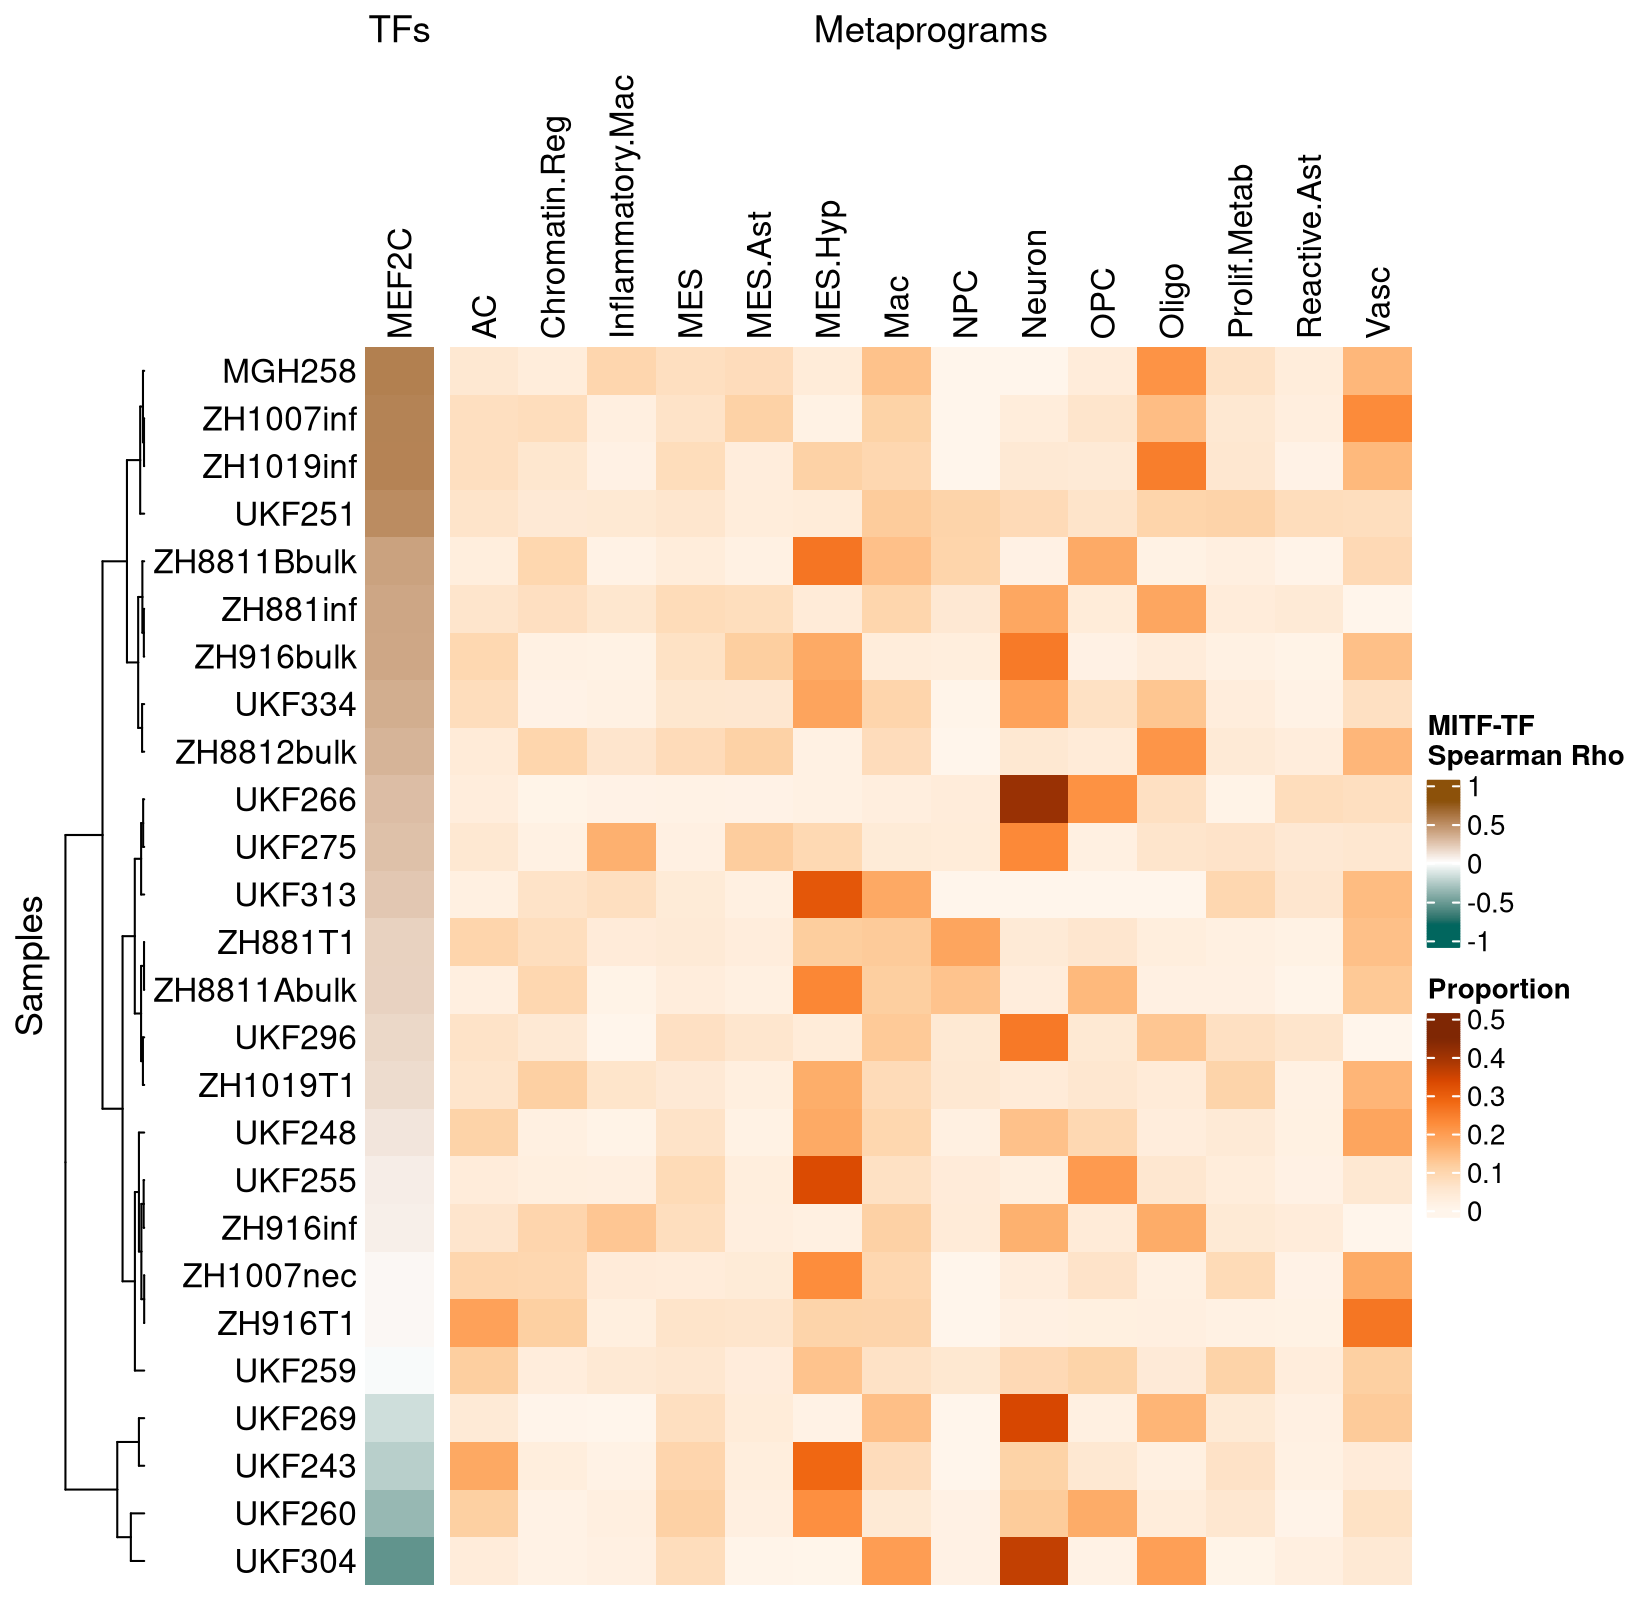 TFs
Metaprograms
MEF2C
AC
Chromatin.Reg
Inflammatory.Mac
MES
MES.Ast
MES.Hyp
Mac
NPC
Neuron
OPC
Oligo
Prolif.Metab
Reactive.Ast
Vasc
Samples
MGH258
ZH1007inf
ZH1019inf
UKF251
ZH8811Bbulk
ZH881inf
ZH916bulk
UKF334
ZH8812bulk
UKF266
UKF275
UKF313
ZH881T1
ZH8811Abulk
UKF296
ZH1019T1
UKF248
UKF255
ZH916inf
ZH1007nec
ZH916T1
UKF259
UKF269
UKF243
UKF260
UKF304
MITF-TF
Spearman Rho
1
0.5
0
-0.5
-1
Proportion
0.5
0.4
0.3
0.2
0.1
0